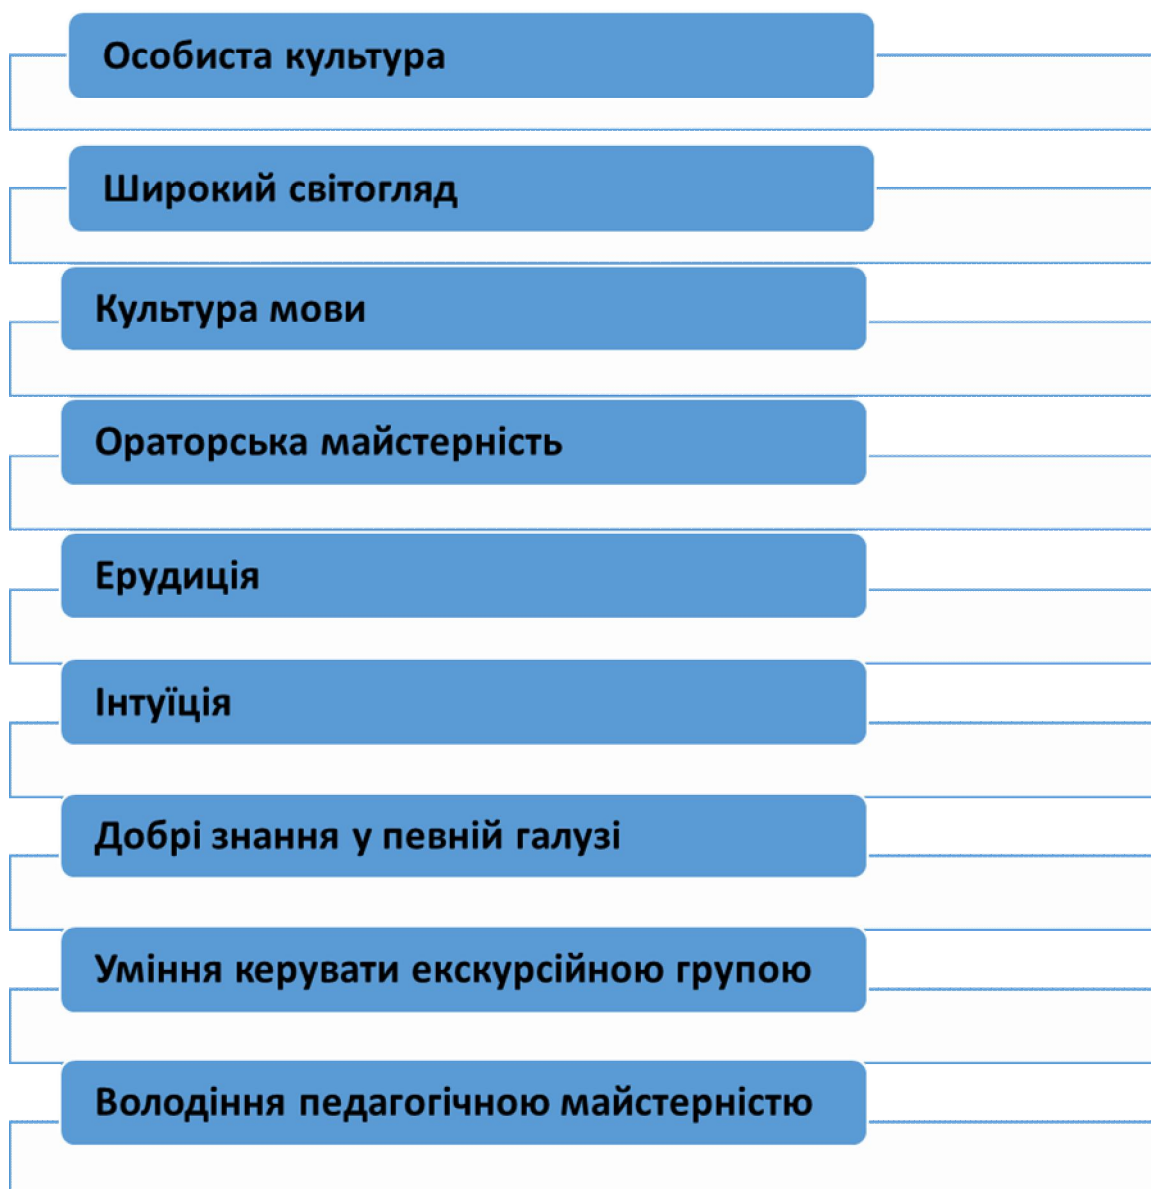 Особиста культура
Широкий світогляд
Культура мови
Ораторська майстерність
Ерудиція
Інтуїція
Добрі знання у певній галузі
Уміння керувати екскурсійною групою
Володіння педагогічною майстерністю